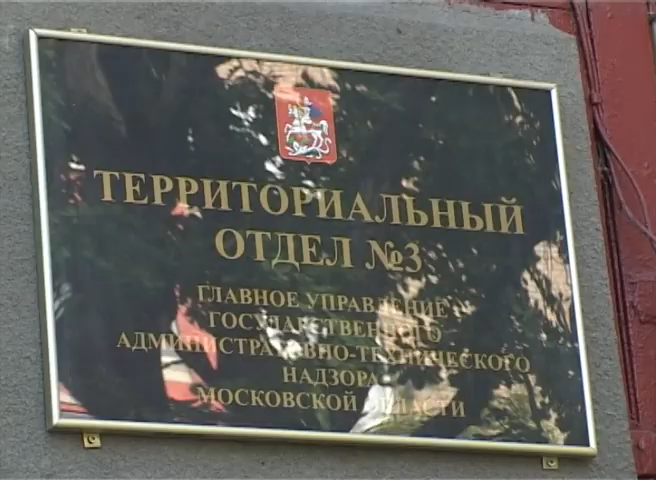 ТЕРРИТОРИАЛЬНЫЙ
ОТДЕЛ №3
ГЛАВНОЕ УПРАВЛЕНИЕ
ГОСУДАРСТВЕННОГО
АДМИНИСТРАТИВНО-ТЕХНИЧЕСКОГО
НАДЗОРА
МОСКОВСКОЙ ОБЛАСТИ